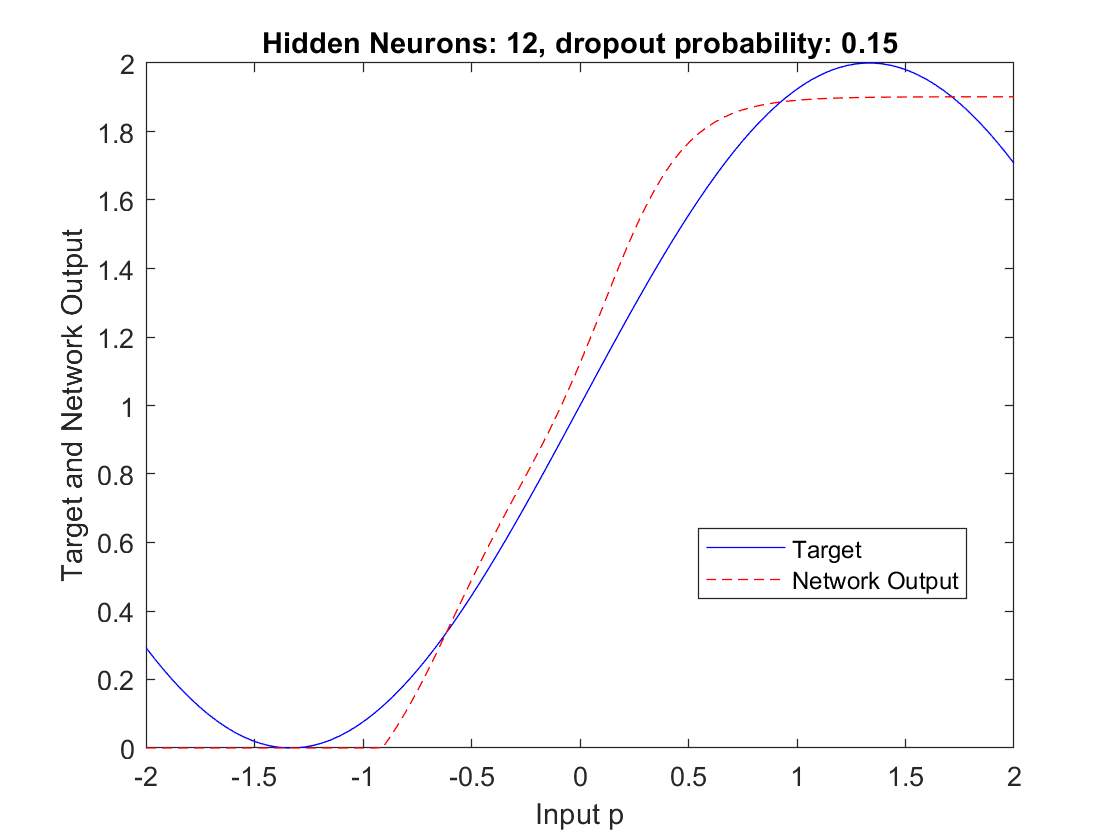 Hidden Neurons: 12, dropout probability: 0.15
2
1.8
1.6
1.4
1.2
1
0.8
0.6
0.4
0.2
0
Target and Network Output
Target
Network Output
-2 -1.5 -1 -0.5 0 0.5 1 1.5 2
Input p